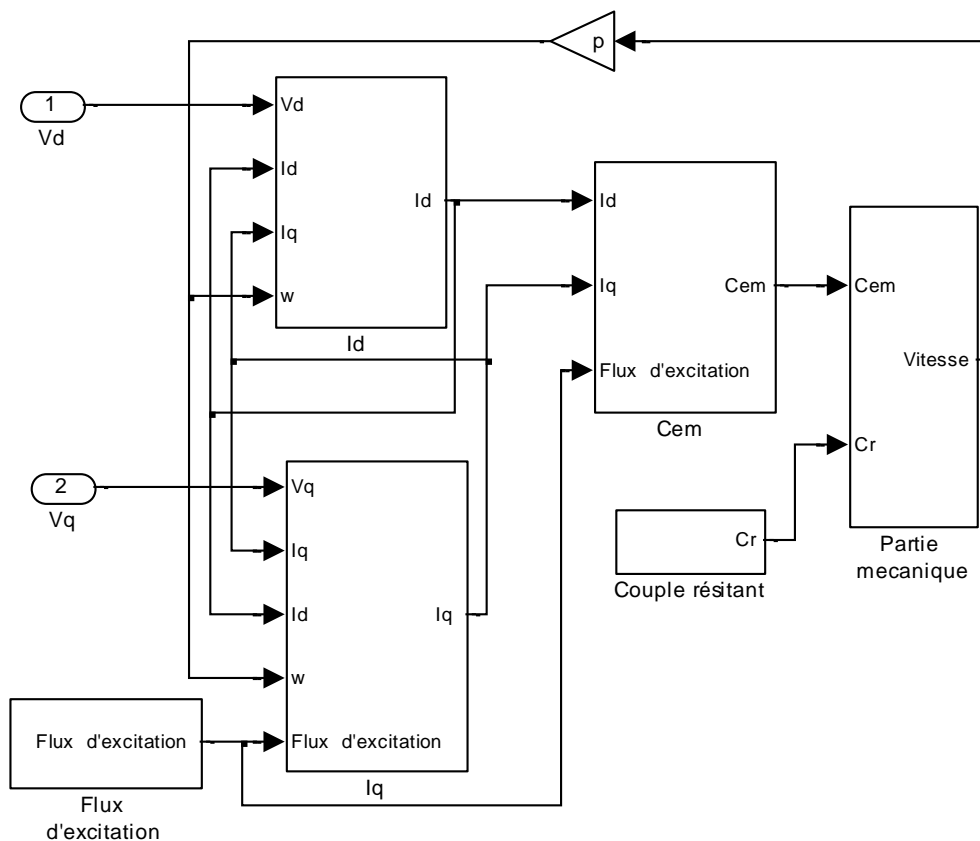 p
1
Vd
Vd
Id
Iq
w
Id
Id
Id
Iq
Flux d'excitation
Cem
Cem
Cem
Cr
Vitesse
Partie
mecanique
Cr
Couple résitant
2
Vq
Vq
Iq
Id
w
Flux d'excitation
Iq
Iq
Flux d'excitation
Flux
d'excitation